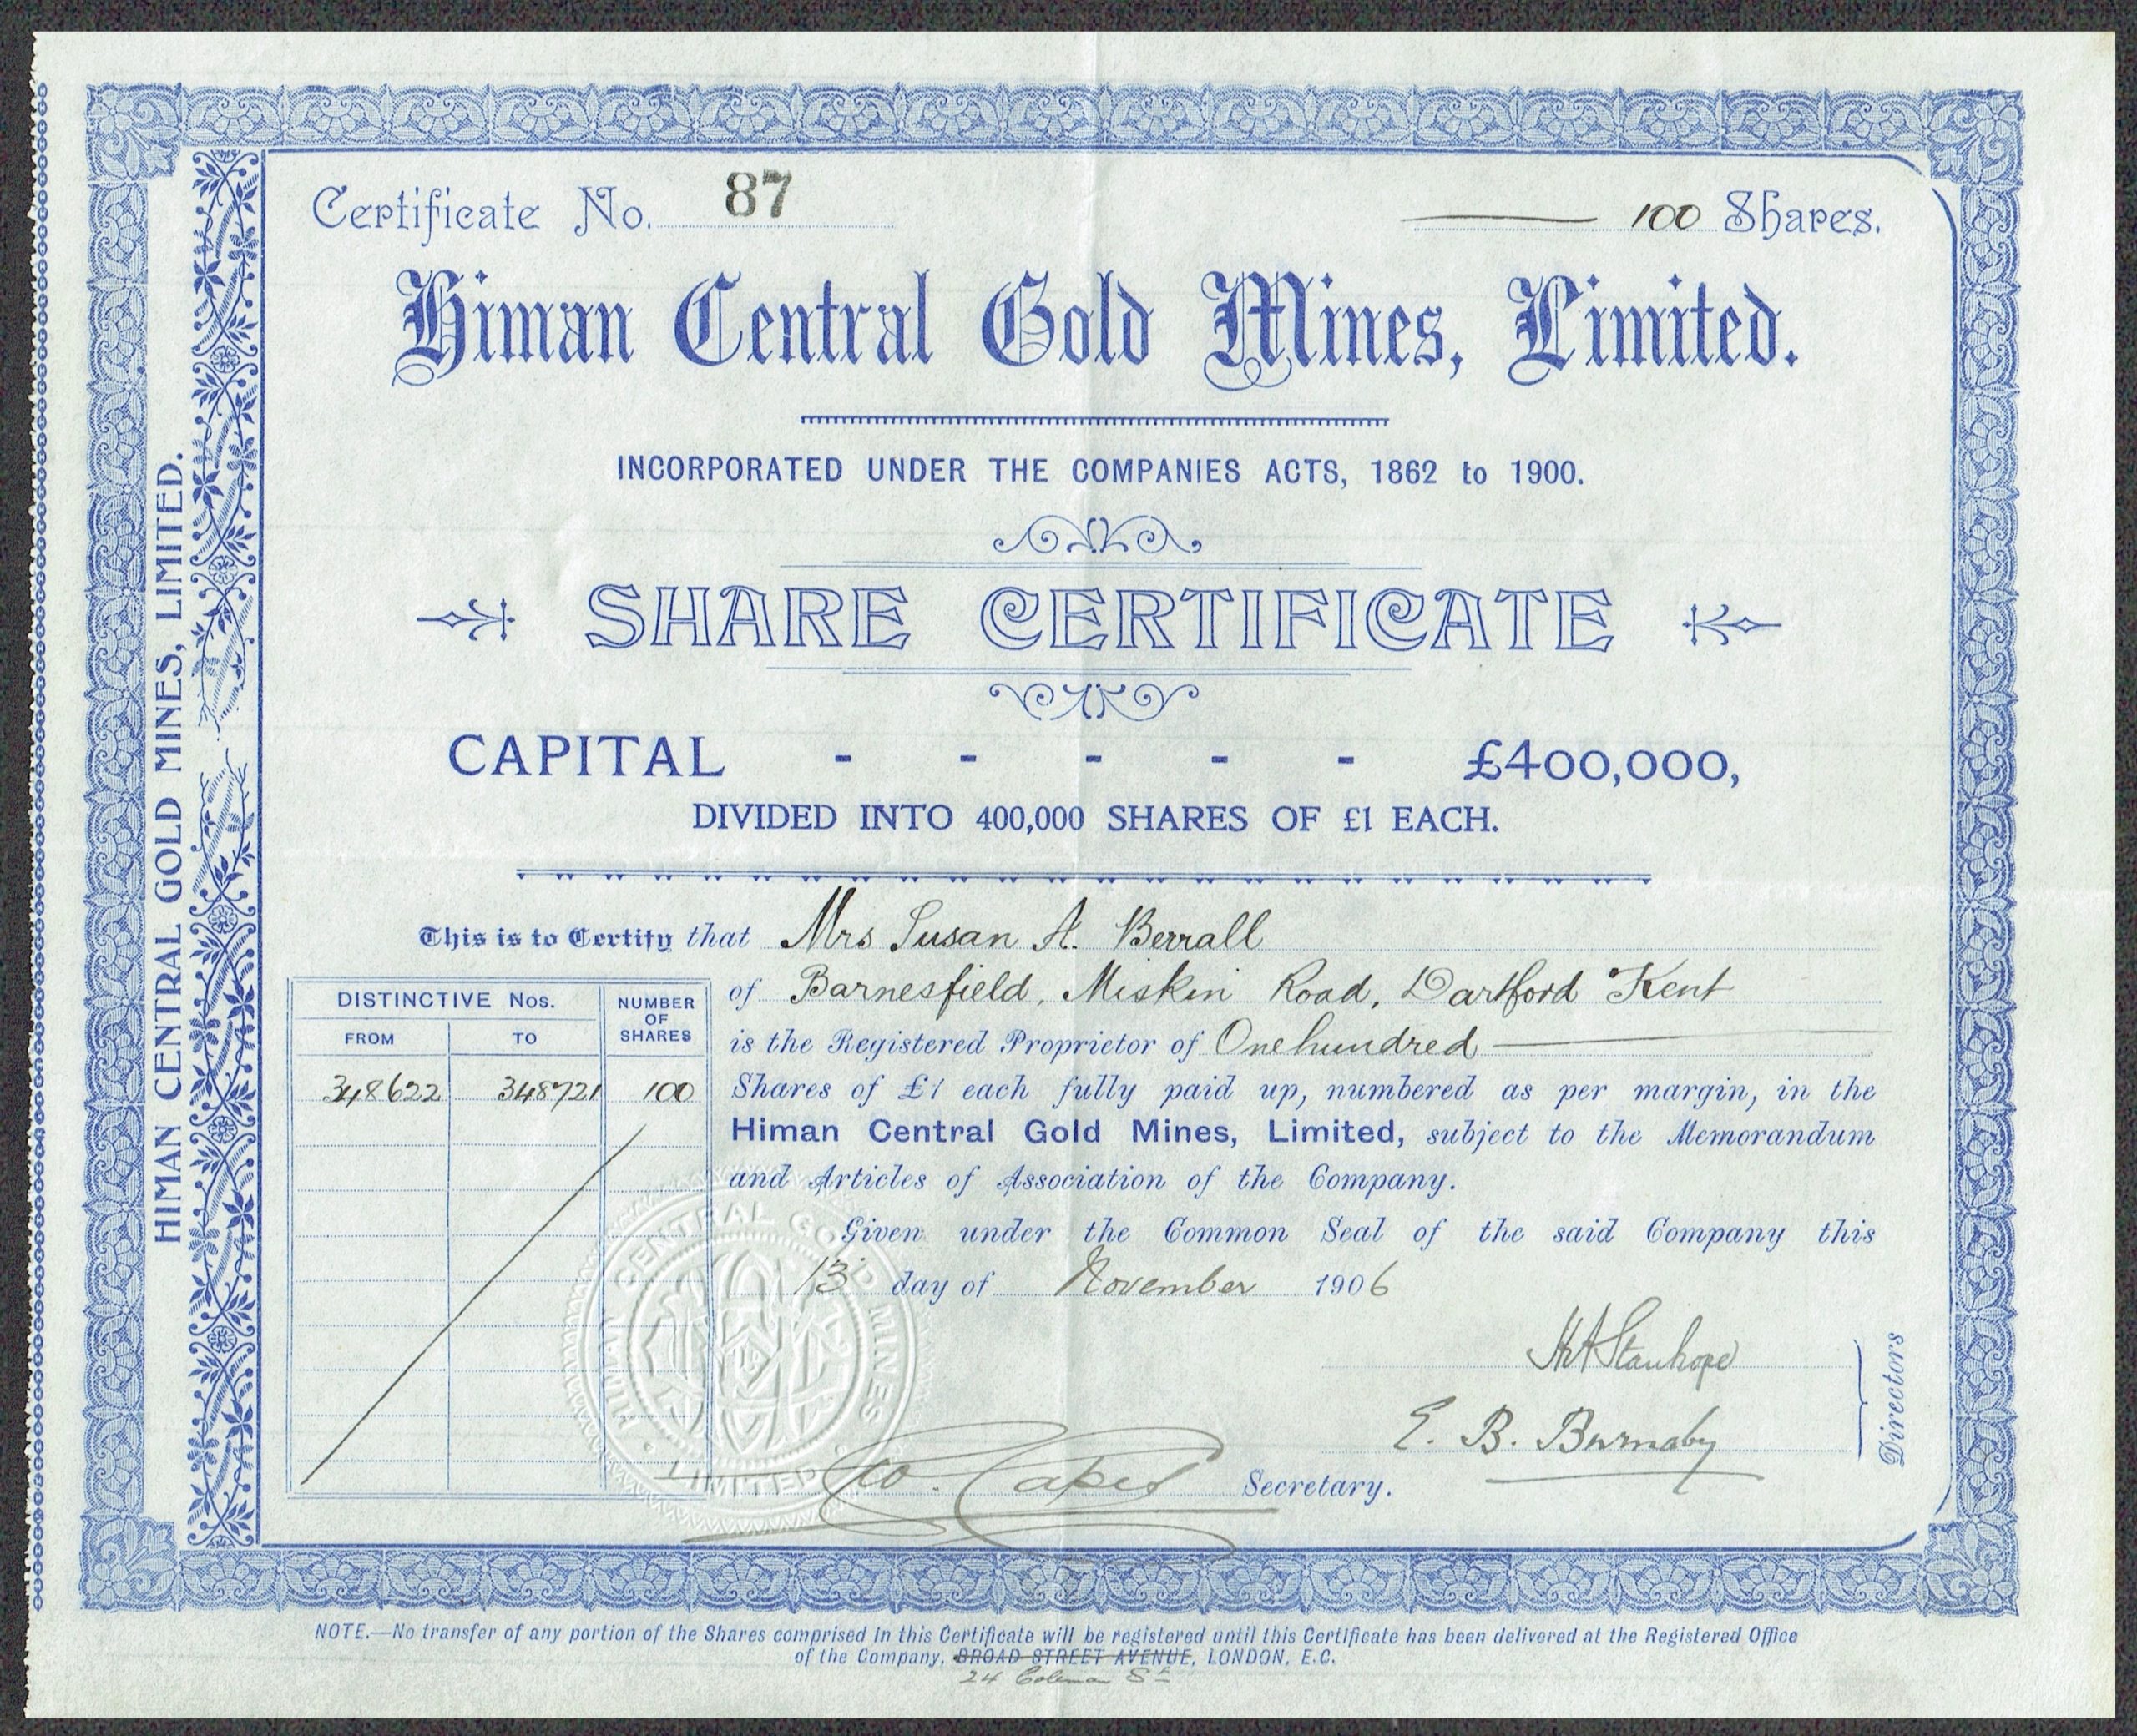 Certificate No. 87
100 Shares.
Himan Central Gold Mines, Limited.
INCORPORATED UNDER THE COMPANIES ACTS, 1862 to 1900.
SHARE CERTIFICATE
CAPITAL - - - - - £400,000,
DIVIDED INTO 400,000 SHARES OF £1 EACH.
This is to Certify that Mrs Susan A. Berrall
of Barnesfield, Miskin Road, Dartford Kent
is the Registered Proprietor of One hundred
Shares of £1 each fully paid up, numbered as per margin, in the
Himan Central Gold Mines, Limited, subject to the Memorandum
and Articles of Association of the Company.
Given under the Common Seal of the said Company this
13 day of November 1906
DISTINCTIVE Nos.
NUMBER OF SHARES
FROM TO
348622 348721 100
HIMAN CENTRAL GOLD MINES LIMITED
H A Stanhope
E. B. Burnaby
Directors
W. Capel Secretary.
NOTE.—No transfer of any portion of the Shares comprised in this Certificate will be registered until this Certificate has been delivered at the Registered Office
of the Company, BROAD STREET AVENUE, LONDON, E.C.
24 Coleman St
HIMAN CENTRAL GOLD MINES, LIMITED.